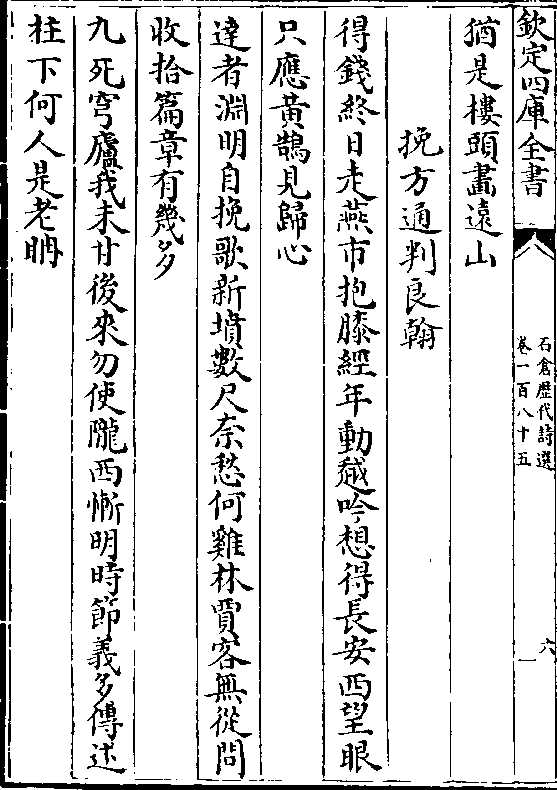 欽定四庫全書
石倉歷代詩選
卷一百八十五
六
猶是樓頭畵遠山
挽方通判良翰
得錢終日走燕市抱膝經年動越吟想得長安西望眼
只應黃鵠見歸心
達者淵明自挽歌新墳數尺奈愁何雞林賈客無從問
收拾篇章有幾多
九死穹廬我未甘後來勿使隴西慚明時節義多傳述
柱下何人是老聃